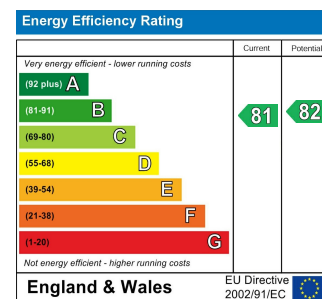 Energy Efficiency Rating
Current Potential
Very energy efficient - lower running costs
(92 plus) A
(81-91) B
81 82
(69-80) C
(55-68) D
(39-54) E
(21-38) F
(1-20) G
Not energy efficient - higher running costs
England & Wales
EU Directive
2002/91/EC